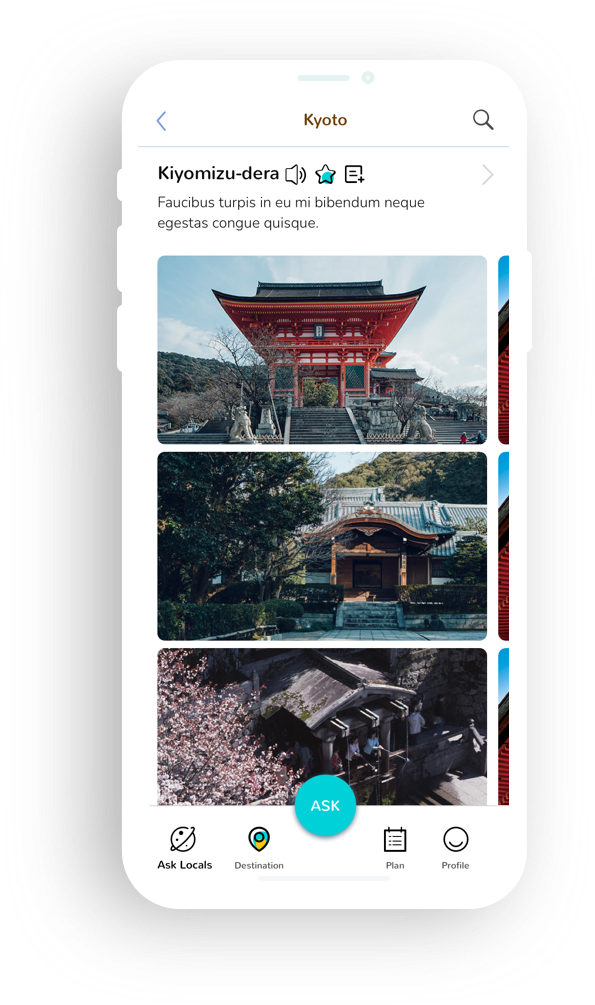 Kyoto
Kiyomizu-dera
Faucibus turpis in eu mi bibendum neque
egestas congue quisque.
ASK
Ask Locals
Destination
Plan
Profile